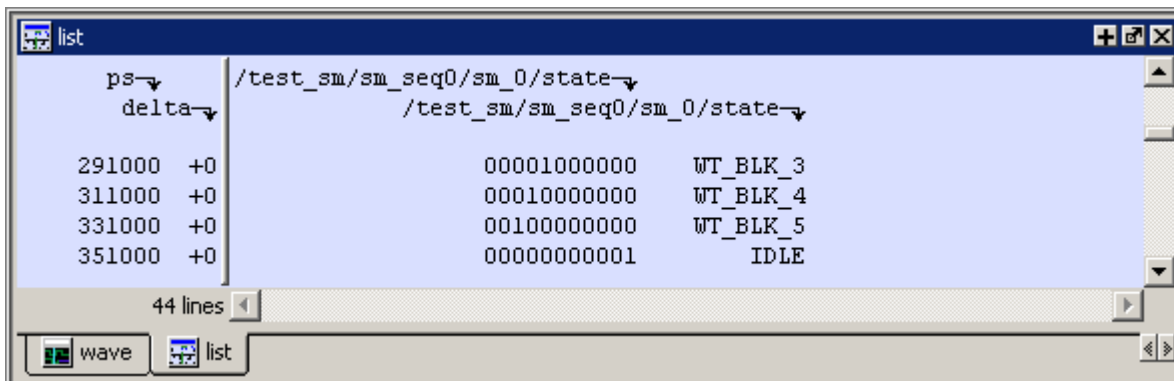 list
ps /test_sm/sm_seq0/sm_0/state
delta /test_sm/sm_seq0/sm_0/state
291000 +0 00001000000 WT_BLK_3
311000 +0 00010000000 WT_BLK_4
331000 +0 00100000000 WT_BLK_5
351000 +0 00000000001 IDLE
44 lines
wave list